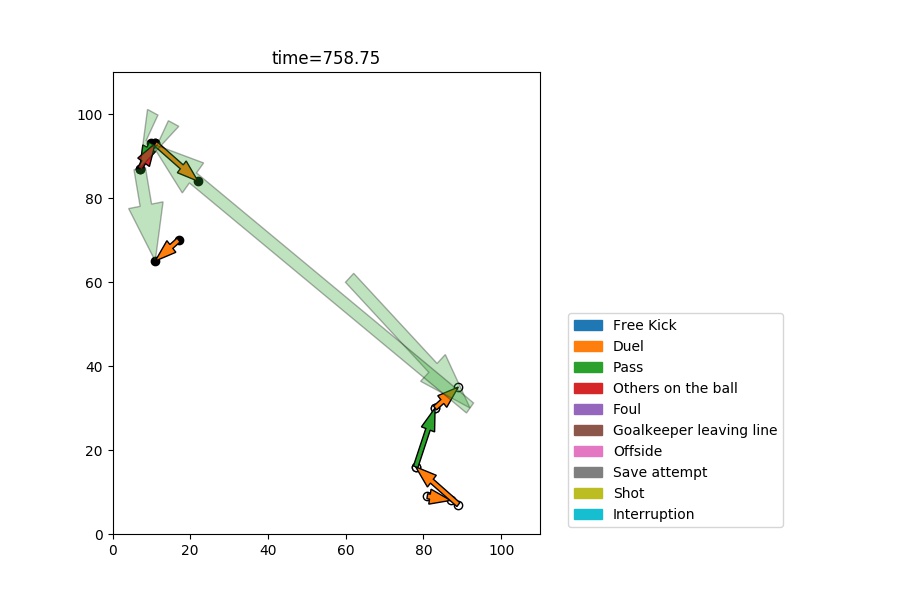 time=758.75
100
80
60
40
20
0
0 20 40 60 80 100
Free Kick
Duel
Pass
Others on the ball
Foul
Goalkeeper leaving line
Offside
Save attempt
Shot
Interruption